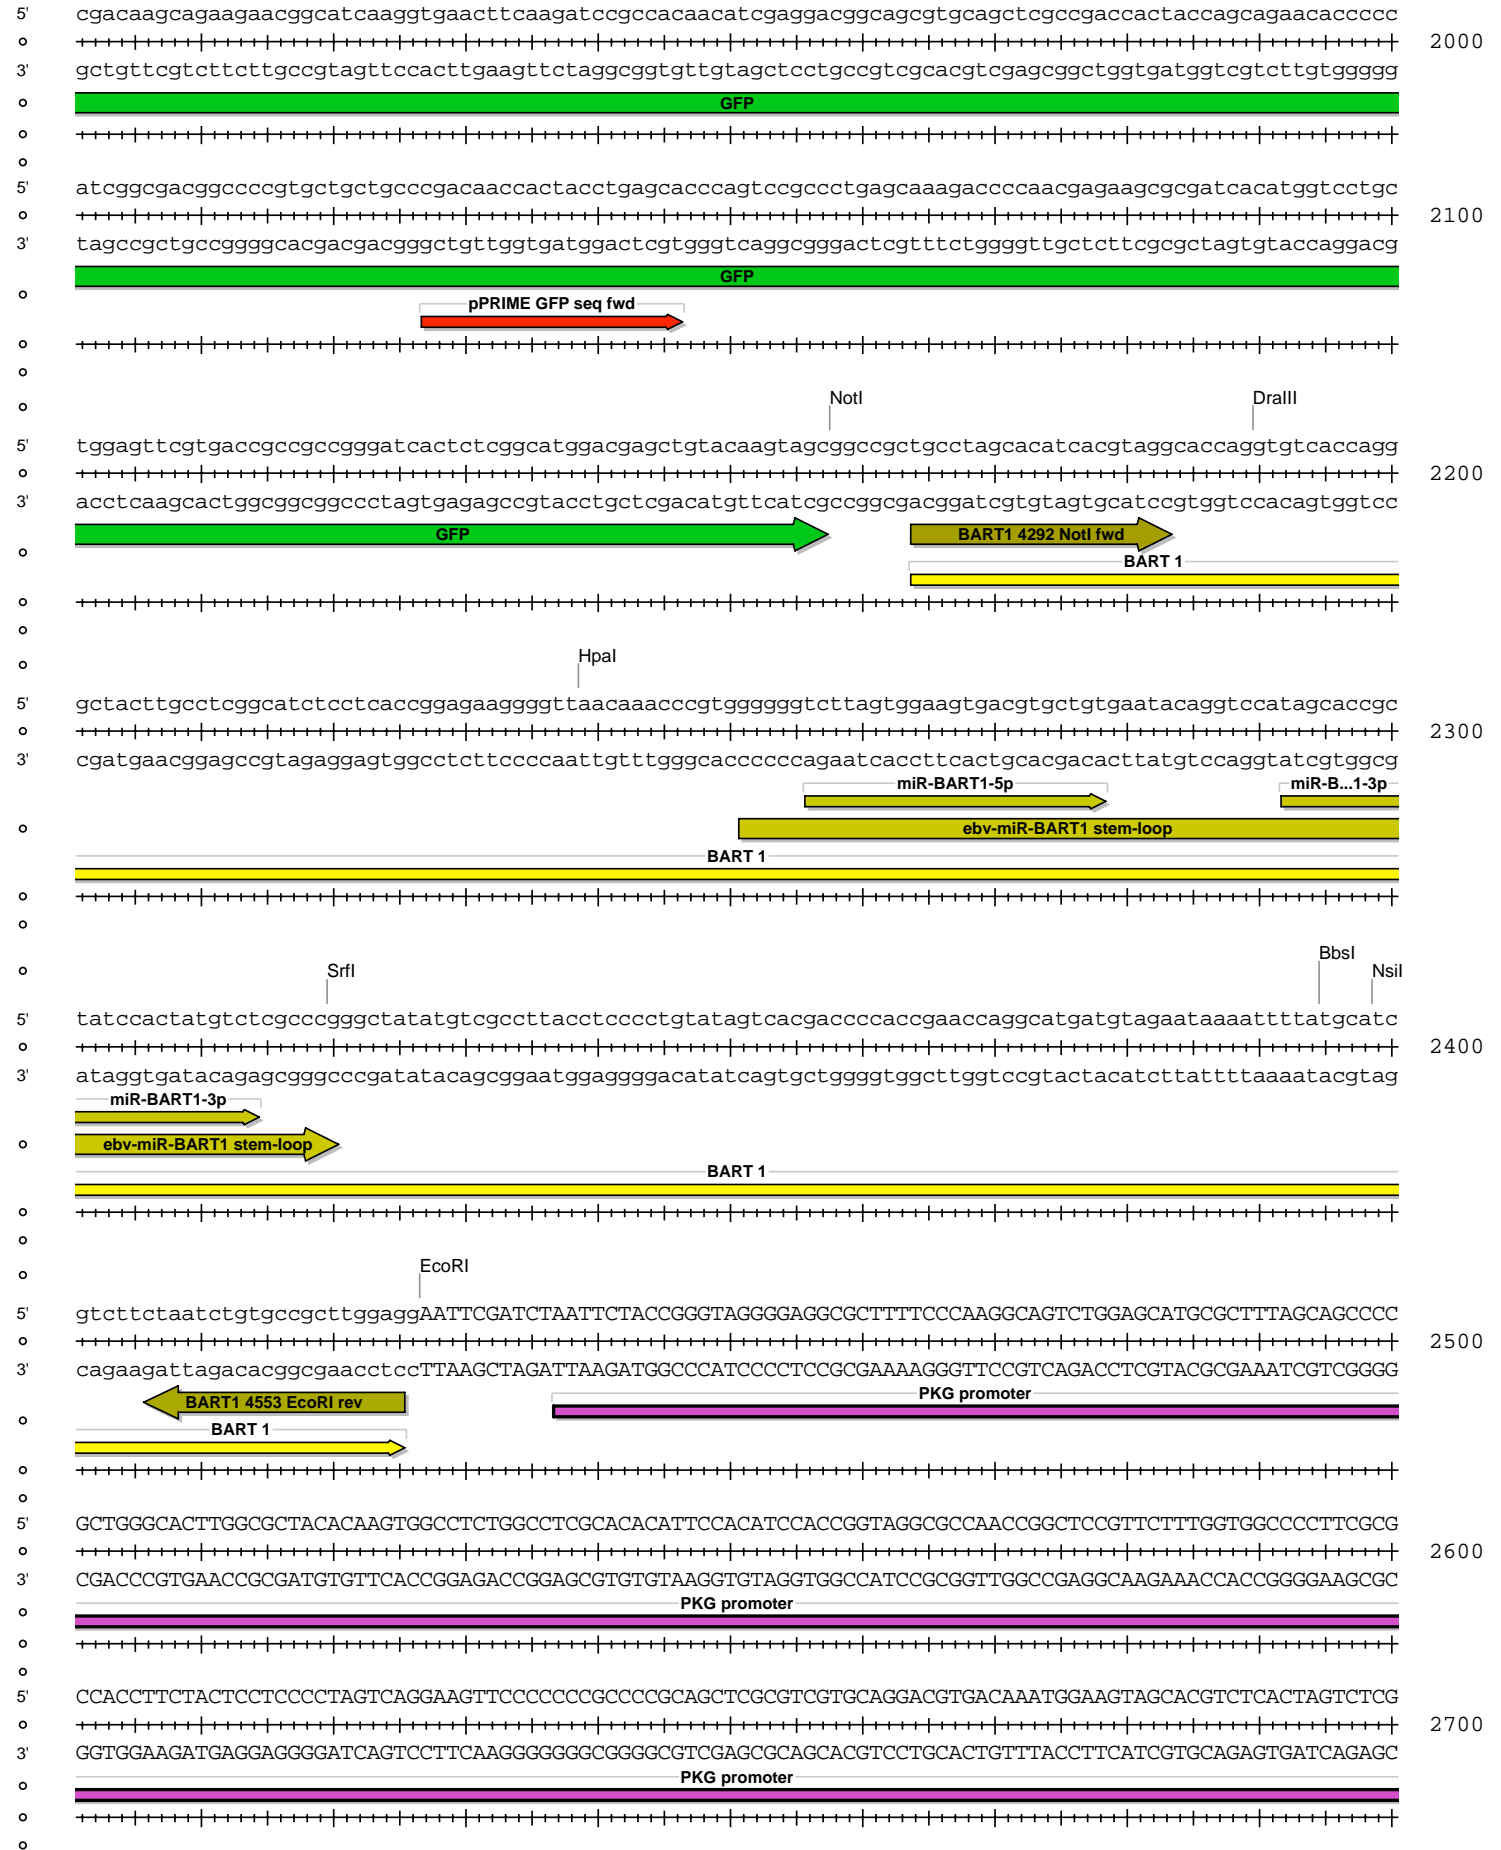 5' cgacaagcagaagaacggcatcaaggtgaacttcaagatccgccacaacatcgaggacggcagcgtgcagctcgccgaccactaccagcagaacaccccc
2000
3' gctgttcgtcttcttgccgtagttccacttgaagttctaggcggtgttgtagctcctgccgtcgcacgtcgagcggctggtgatggtcgtcttgtggggg
GFP
5' atcggcgacggccccgtgctgctgcccgacaaccactacctgagcacccagtccgccctgagcaaagaccccaacgagaagcgcgatcacatggtcctgc
2100
3' tagccgctgccggggcacgacgacgggctgttggtgatggactcgtgggtcaggcgggactcgtttctggggttgctcttcgcgctagtgtaccaggacg
GFP
pPRIME GFP seq fwd
NotI DraIII
5' tggagttcgtgaccgccgccgggatcactctcggcatggacgagctgtacaagtagcggccgctgcctagcacatcacgtaggcaccaggtgtcaccagg
2200
3' acctcaagcactggcggcggccctagtgagagccgtacctgctcgacatgttcatcgccggcgacggatcgtgtagtgcatccgtggtccacagtggtcc
GFP BART1 4292 NotI fwd
BART 1
HpaI
5' gctacttgcctcggcatctcctcaccggagaaggggttaacaaacccgtggggggtcttagtggaagtgacgtgctgtgaatacaggtccatagcaccgc
2300
3' cgatgaacggagccgtagaggagtggcctcttccccaattgtttgggcaccccccagaatcaccttcactgcacgacacttatgtccaggtatcgtggcg
miR-BART1-5p miR-B...1-3p
ebv-miR-BART1 stem-loop
BART 1
BbsI
SrfI NsiI
5' tatccactatgtctcgcccgggctatatgtcgccttacctcccctgtatagtcacgaccccaccgaaccaggcatgatgtagaataaaattttatgcatc
2400
3' ataggtgatacagagcgggcccgatatacagcggaatggaggggacatatcagtgctggggtggcttggtccgtactacatcttattttaaaatacgtag
miR-BART1-3p
ebv-miR-BART1 stem-loop
BART 1
EcoRI
5' gtcttctaatctgtgccgcttggaggAATTCGATCTAATTCTACCGGGTAGGGGAGGCGCTTTTCCCAAGGCAGTCTGGAGCATGCGCTTTAGCAGCCCC
2500
3' cagaagattagacacggcgaacctccTTAAGCTAGATTAAGATGGCCCATCCCCTCCGCGAAAAGGGTTCCGTCAGACCTCGTACGCGAAATCGTCGGGG
BART1 4553 EcoRI rev PKG promoter
BART 1
5' GCTGGGCACTTGGCGCTACACAAGTGGCCTCTGGCCTCGCACACATTCCACATCCACCGGTAGGCGCCAACCGGCTCCGTTCTTTGGTGGCCCCTTCGCG
2600
3' CGACCCGTGAACCGCGATGTGTTCACCGGAGACCGGAGCGTGTGTAAGGTGTAGGTGGCCATCCGCGGTTGGCCGAGGCAAGAAACCACCGGGGAAGCGC
PKG promoter
5' CCACCTTCTACTCCTCCCCTAGTCAGGAAGTTCCCCCCCGCCCCGCAGCTCGCGTCGTGCAGGACGTGACAAATGGAAGTAGCACGTCTCACTAGTCTCG
2700
3' GGTGGAAGATGAGGAGGGGATCAGTCCTTCAAGGGGGGGCGGGGCGTCGAGCGCAGCACGTCCTGCACTGTTTACCTTCATCGTGCAGAGTGATCAGAGC
PKG promoter